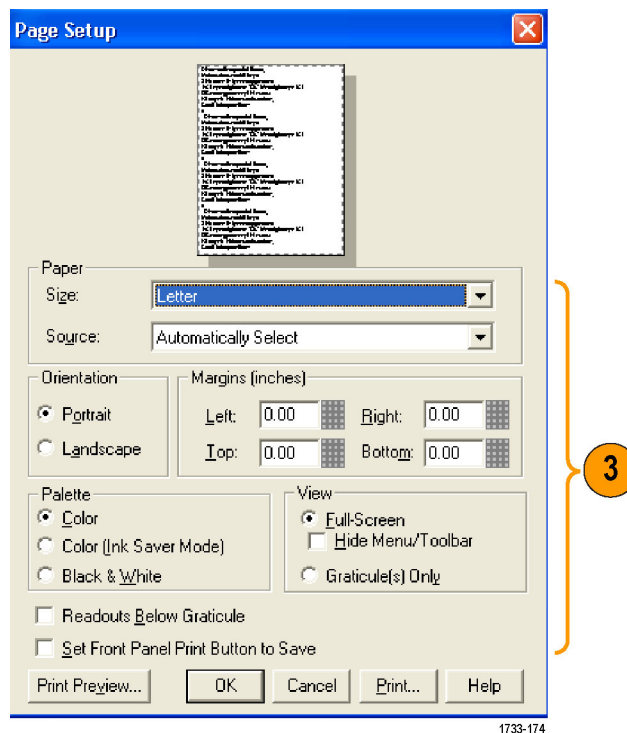 Page Setup
Paper
Size: Letter
Source: Automatically Select
Orientation
Portrait
Landscape
Margins (inches)
Left: 0.00 Right: 0.00
Top: 0.00 Bottom: 0.00
Palette
Color
Color (Ink Saver Mode)
Black & White
View
Full-Screen
Hide Menu/Toolbar
Graticule(s) Only
Readouts Below Graticule
Set Front Panel Print Button to Save
Print Preview... OK Cancel Print... Help
3
1733-174